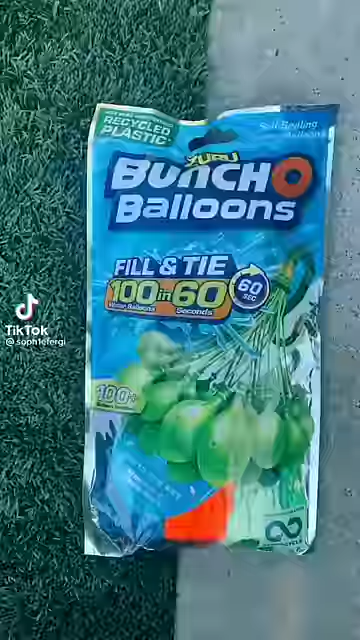 RECYCLED
PLASTIC
Self-Sealing
Balloons
ZURU
BUNCH O
Balloons
FILL & TIE
100 in 60
Water Balloons
Seconds
60
SEC
100+
TikTok
@sophiefergi